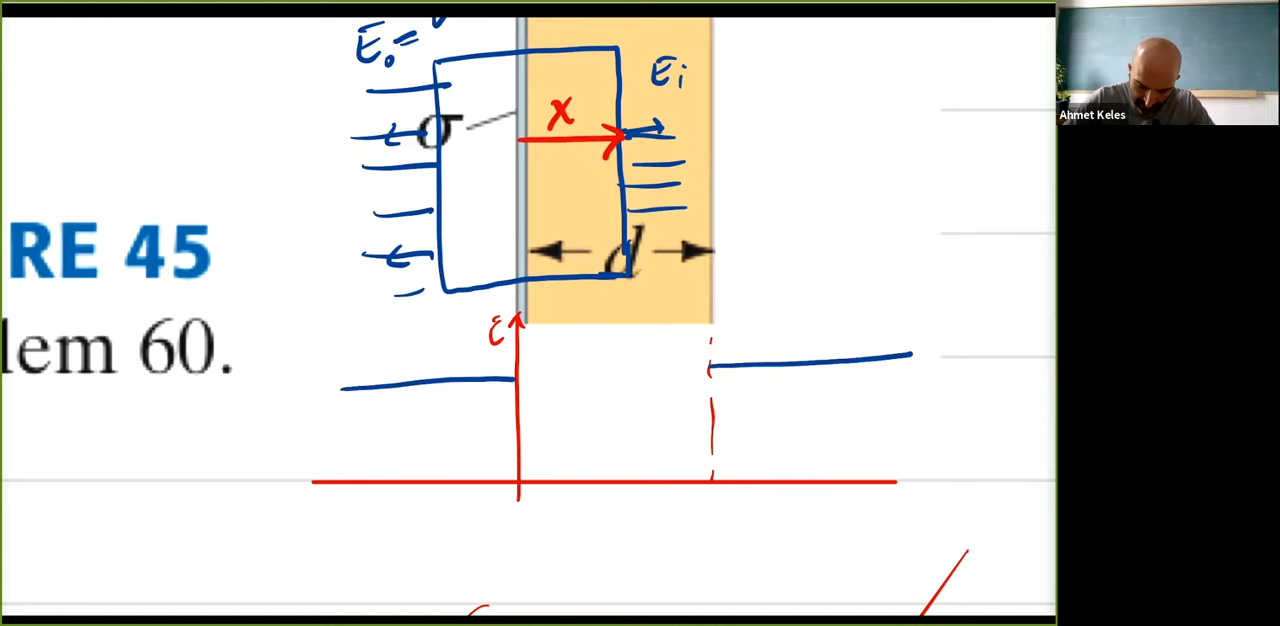 E₀ =
Ei
x
σ
d
RE 45
lem 60.
E
Ahmet Keles